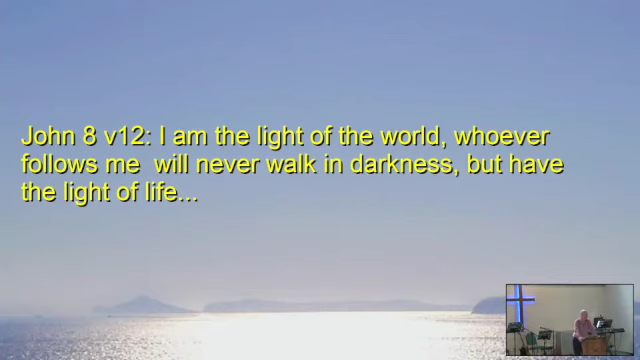 John 8 v12: I am the light of the world, whoever
follows me  will never walk in darkness, but have
the light of life...